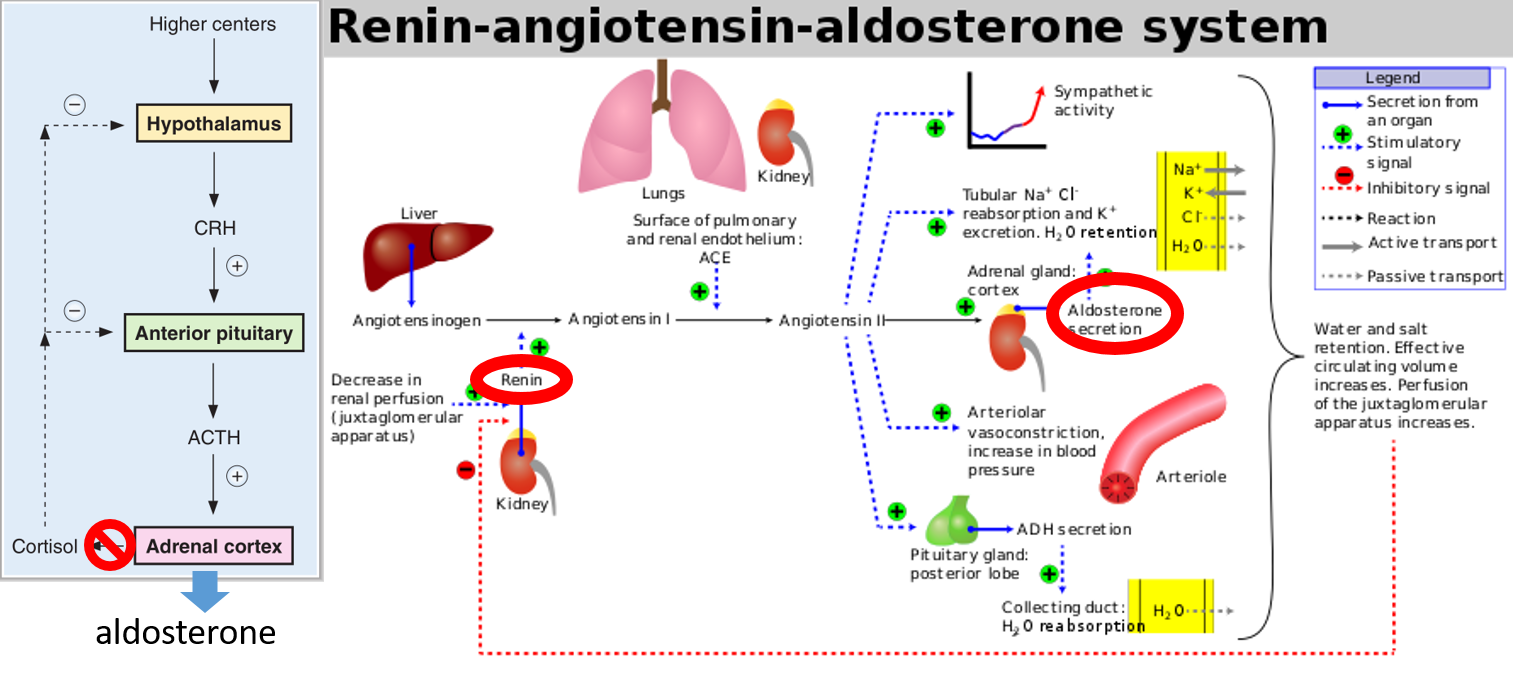 Renin-angiotensin-aldosterone system
Higher centers
−
Hypothalamus
CRH
+
−
Anterior pituitary
ACTH
+
Cortisol
Adrenal cortex
aldosterone
Liver
Lungs
Kidney
Surface of pulmonary
and renal endothelium:
ACE
+
Angiotensinogen
Angiotensin I
Angiotensin II
+
Renin
Decrease in
renal perfusion
(juxtaglomerular
apparatus)
+
−
Kidney
+
Sympathetic
activity
+
Tubular Na⁺ Cl⁻
reabsorption and K⁺
excretion. H₂O retention
Na⁺
K⁺
Cl⁻
H₂O
Adrenal gland:
cortex
+
+
Aldosterone
secretion
+
Arteriolar
vasoconstriction,
increase in blood
pressure
Arteriole
+
ADH secretion
Pituitary gland:
posterior lobe
+
Collecting duct:
H₂O reabsorption
H₂O
Legend
Secretion from
an organ
+
Stimulatory
signal
−
Inhibitory signal
Reaction
Active transport
Passive transport
Water and salt
retention. Effective
circulating volume
increases. Perfusion
of the juxtaglomerular
apparatus increases.